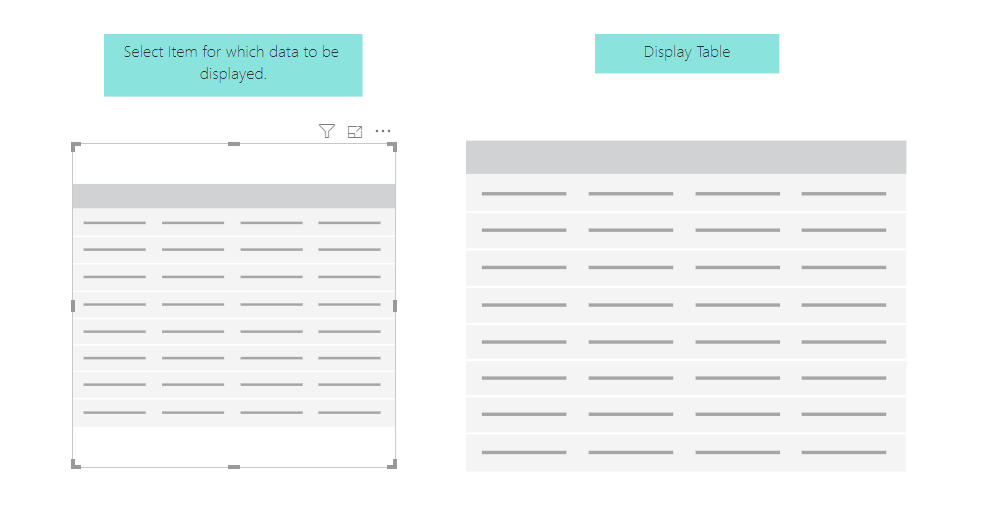 Select Item for which data to be
displayed.
Display Table